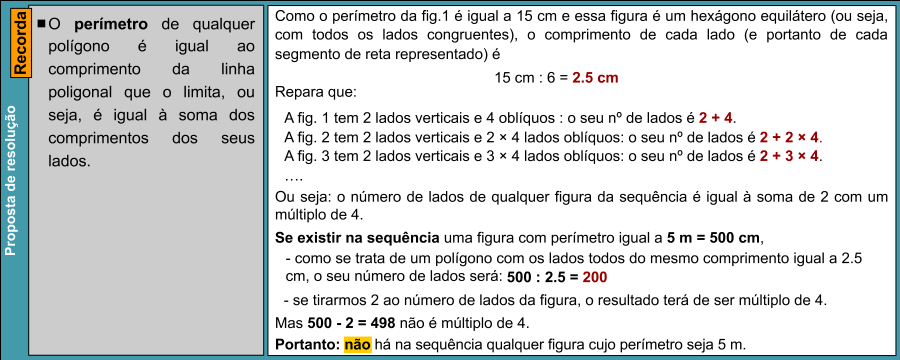 Recorda
Proposta de resolução
■O perímetro de qualquer
polígono é igual ao
comprimento da linha
poligonal que o limita, ou
seja, é igual à soma dos
comprimentos dos seus
lados.
Como o perímetro da fig.1 é igual a 15 cm e essa figura é um hexágono equilátero (ou seja,
com todos os lados congruentes), o comprimento de cada lado (e portanto de cada
segmento de reta representado) é
15 cm : 6 = 2.5 cm
Repara que:
A fig. 1 tem 2 lados verticais e 4 oblíquos : o seu nº de lados é 2 + 4.
A fig. 2 tem 2 lados verticais e 2 × 4 lados oblíquos: o seu nº de lados é 2 + 2 × 4.
A fig. 3 tem 2 lados verticais e 3 × 4 lados oblíquos: o seu nº de lados é 2 + 3 × 4.
....
Ou seja: o número de lados de qualquer figura da sequência é igual à soma de 2 com um
múltiplo de 4.
Se existir na sequência uma figura com perímetro igual a 5 m = 500 cm,
- como se trata de um polígono com os lados todos do mesmo comprimento igual a 2.5
cm, o seu número de lados será: 500 : 2.5 = 200
- se tirarmos 2 ao número de lados da figura, o resultado terá de ser múltiplo de 4.
Mas 500 - 2 = 498 não é múltiplo de 4.
Portanto: não há na sequência qualquer figura cujo perímetro seja 5 m.